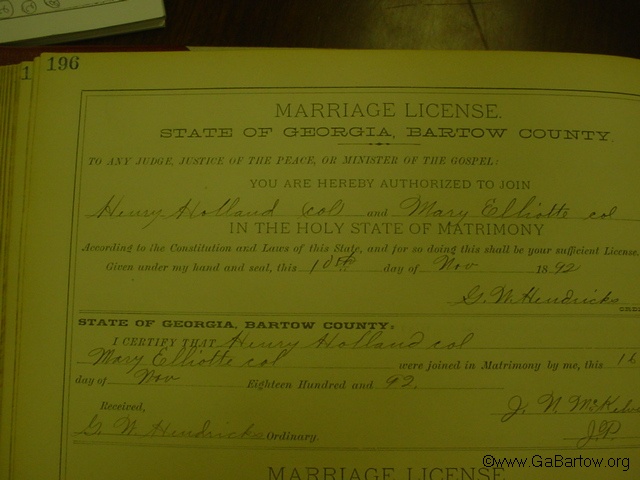 196
1
MARRIAGE LICENSE.
STATE OF GEORGIA, BARTOW COUNTY.
TO ANY JUDGE, JUSTICE OF THE PEACE, OR MINISTER OF THE GOSPEL:
YOU ARE HEREBY AUTHORIZED TO JOIN
Henry Holland col and Mary Elliotte col
IN THE HOLY STATE OF MATRIMONY
According to the Constitution and Laws of this State, and for so doing this shall be your sufficient License.
Given under my hand and seal, this day of Nov 1892
G. W. Hendricks
STATE OF GEORGIA, BARTOW COUNTY:
I CERTIFY THAT Henry Holland col
Mary Elliotte col were joined in Matrimony by me, this 16
day of Nov Eighteen Hundred and 92.
Received, J. N. McKelv
G. W. Hendricks Ordinary. J.P.
MARRIAGE LICENSE
©www.GaBartow.org